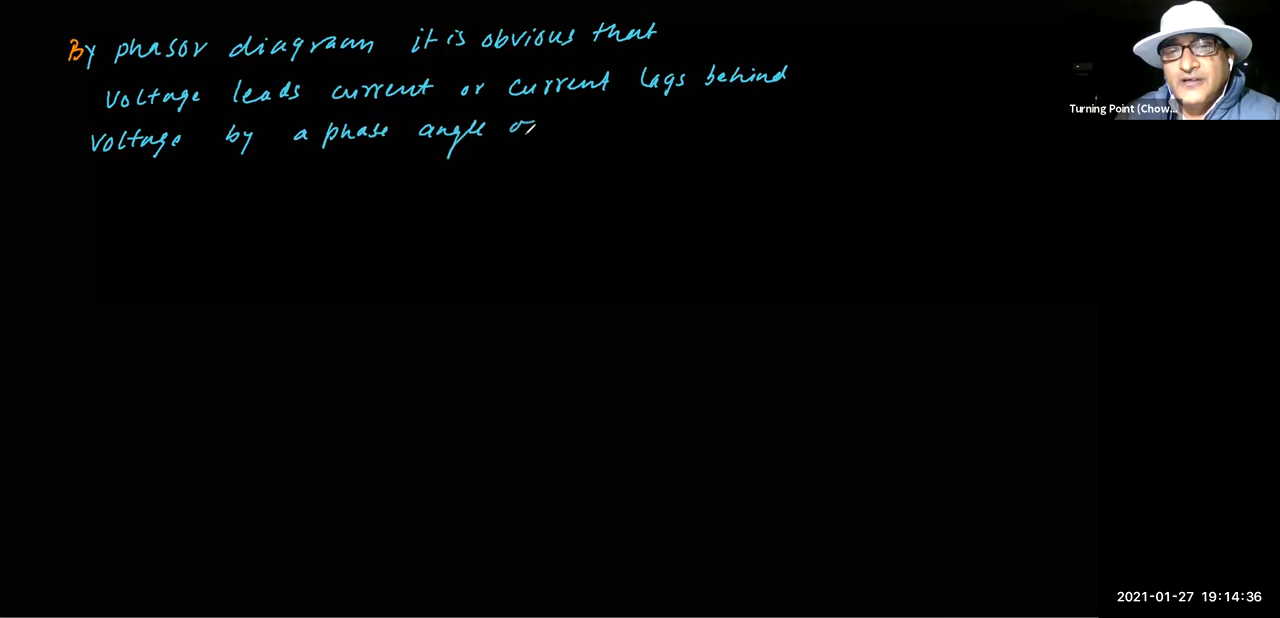 By phasor diagram it is obvious that
voltage leads current or current lags behind
voltage by a phase angle o
Turning Point (Chow...
2021-01-27 19:14:36